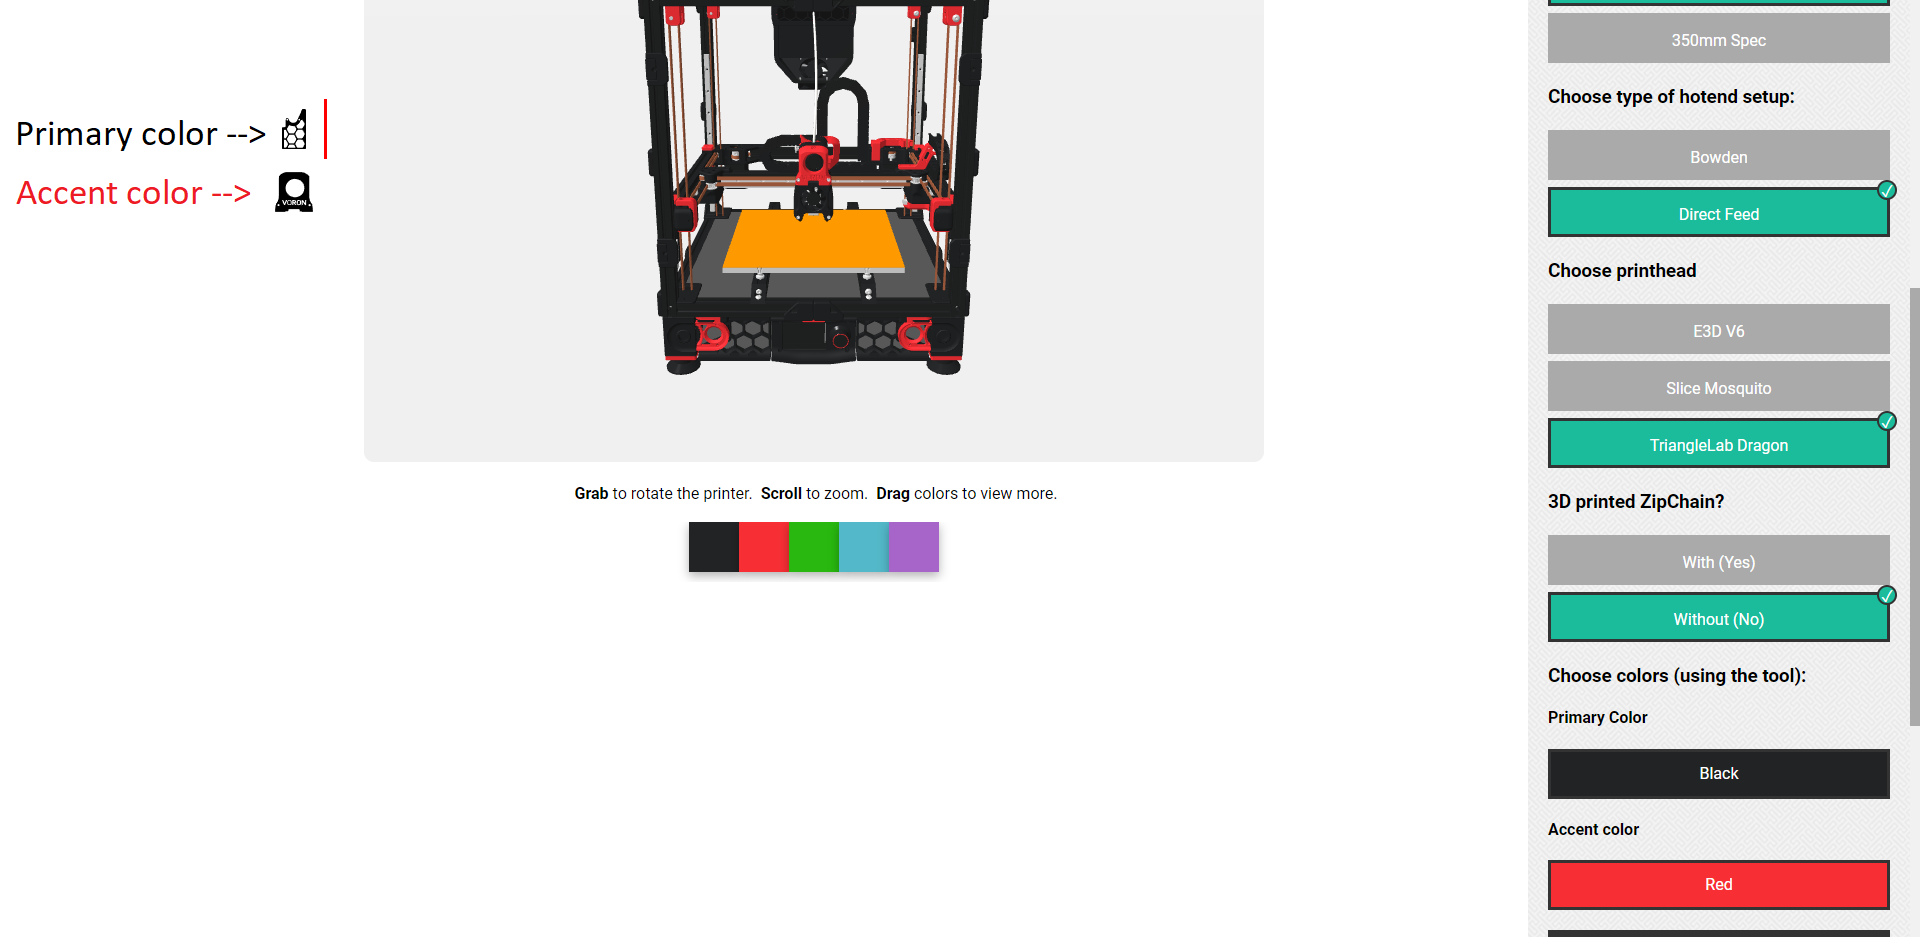 Primary color -->
Accent color -->
VORON
Grab to rotate the printer. Scroll to zoom. Drag colors to view more.
350mm Spec
Choose type of hotend setup:
Bowden
Direct Feed
Choose printhead
E3D V6
Slice Mosquito
TriangleLab Dragon
3D printed ZipChain?
With (Yes)
Without (No)
Choose colors (using the tool):
Primary Color
Black
Accent color
Red